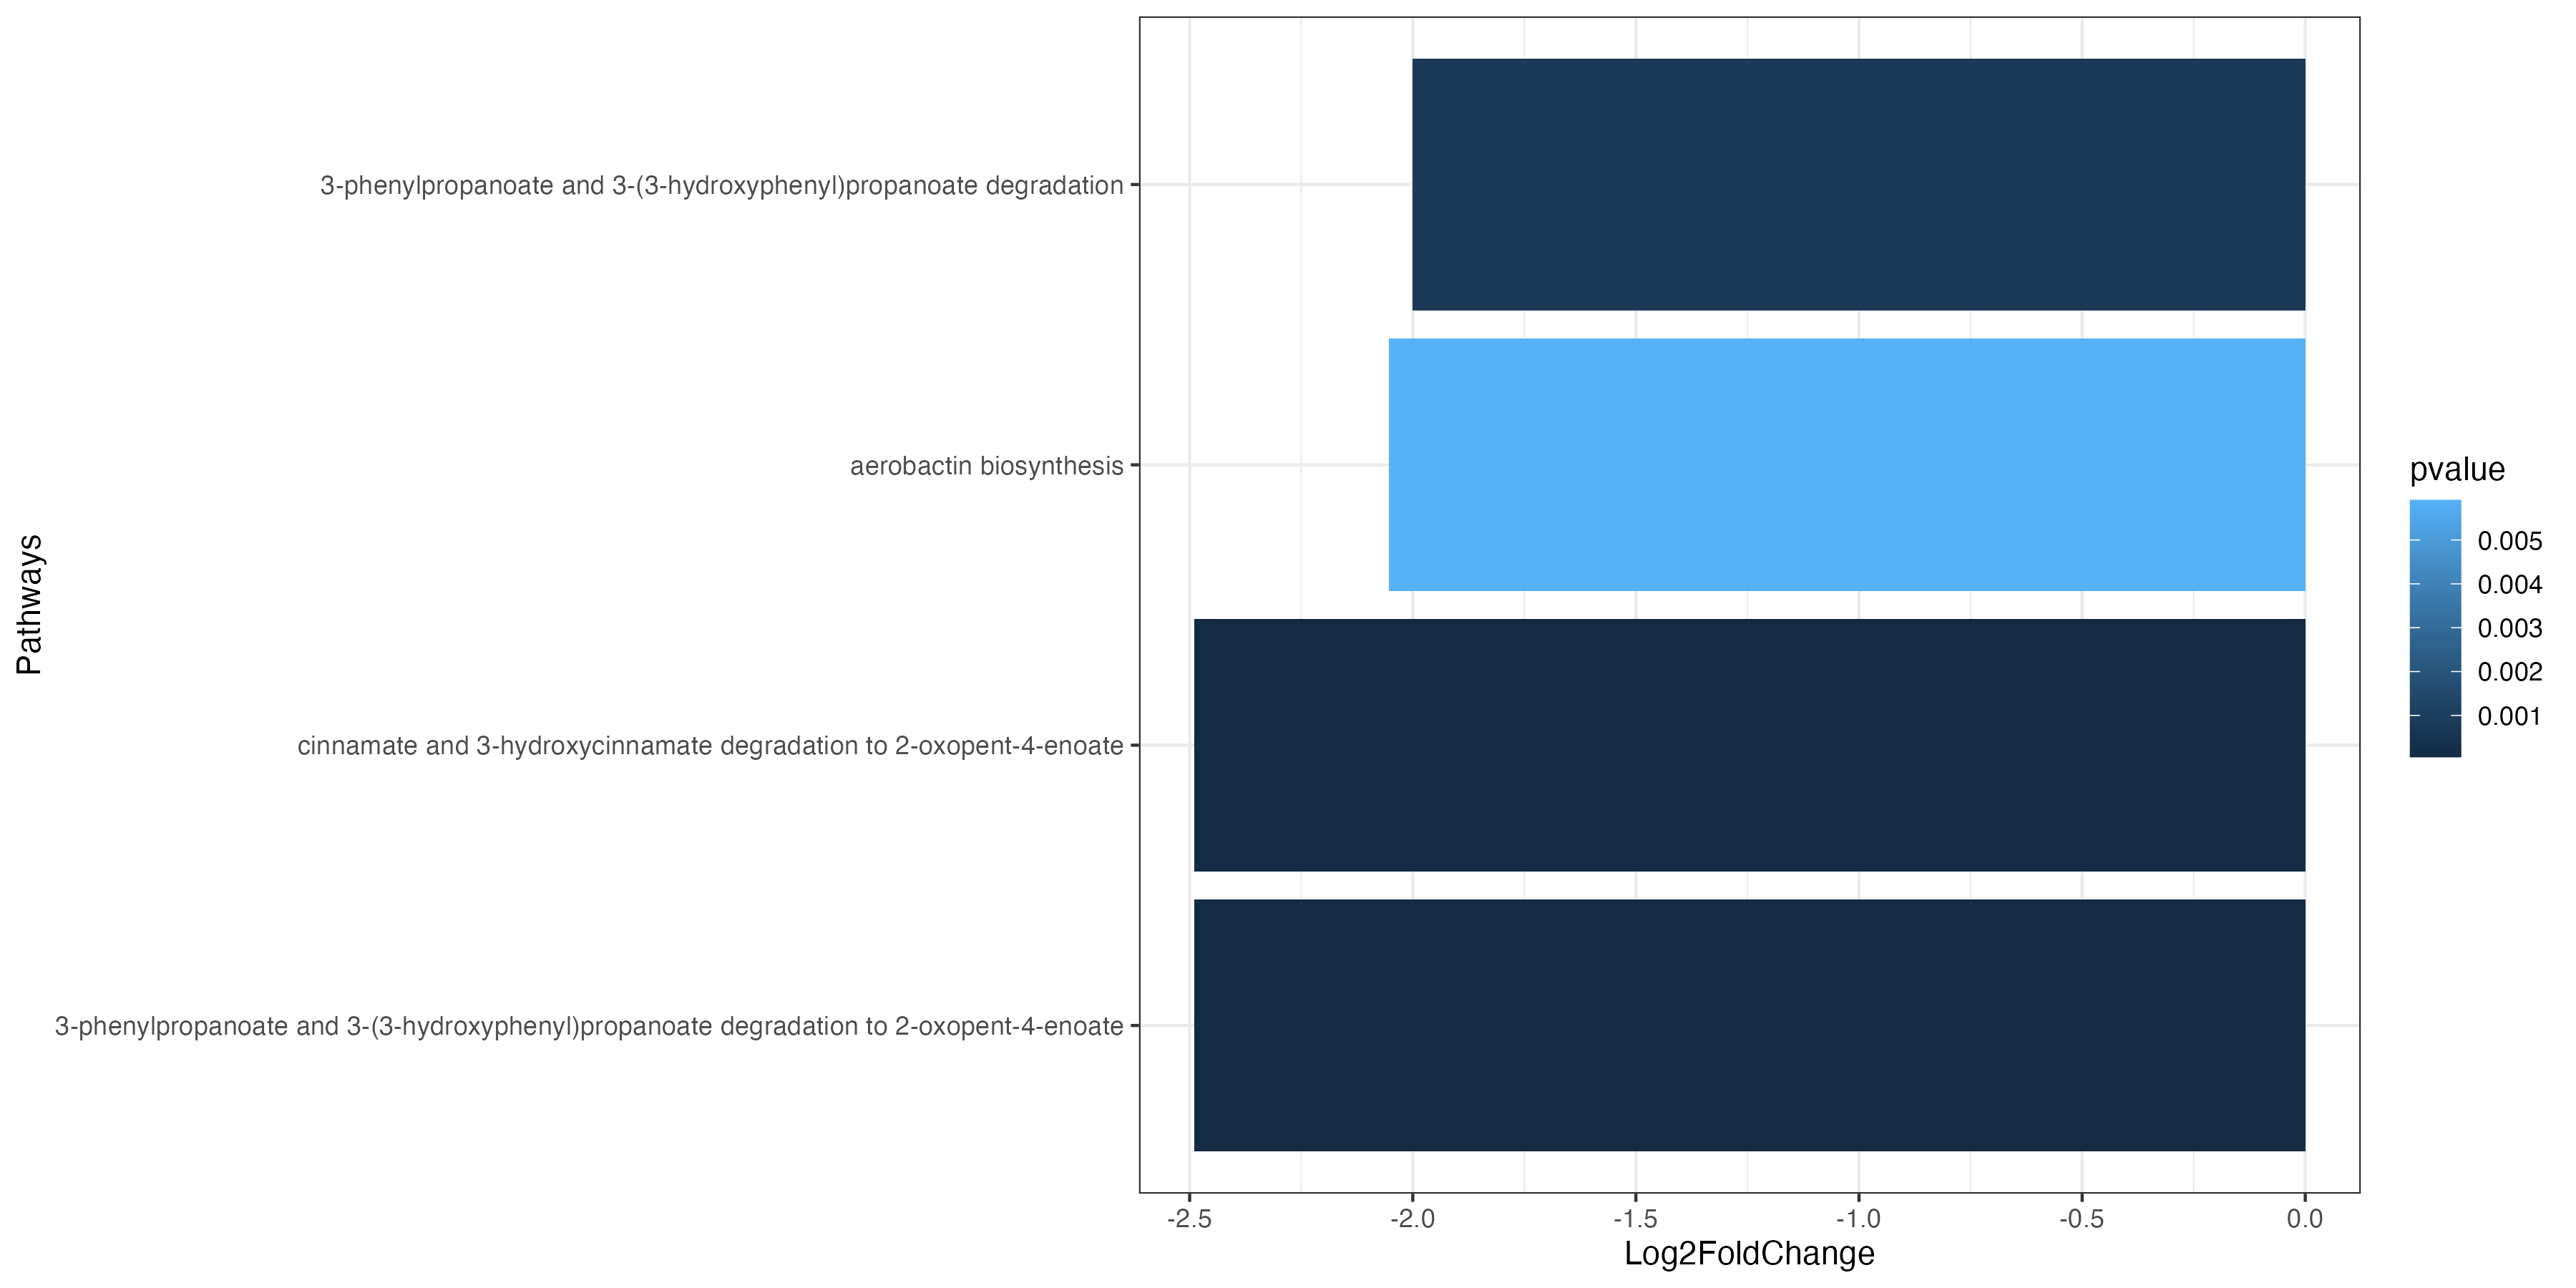 3-phenylpropanoate and 3-(3-hydroxyphenyl)propanoate degradation
aerobactin biosynthesis
cinnamate and 3-hydroxycinnamate degradation to 2-oxopent-4-enoate
3-phenylpropanoate and 3-(3-hydroxyphenyl)propanoate degradation to 2-oxopent-4-enoate
Pathways
-2.5 -2.0 -1.5 -1.0 -0.5 0.0
Log2FoldChange
pvalue
0.005
0.004
0.003
0.002
0.001